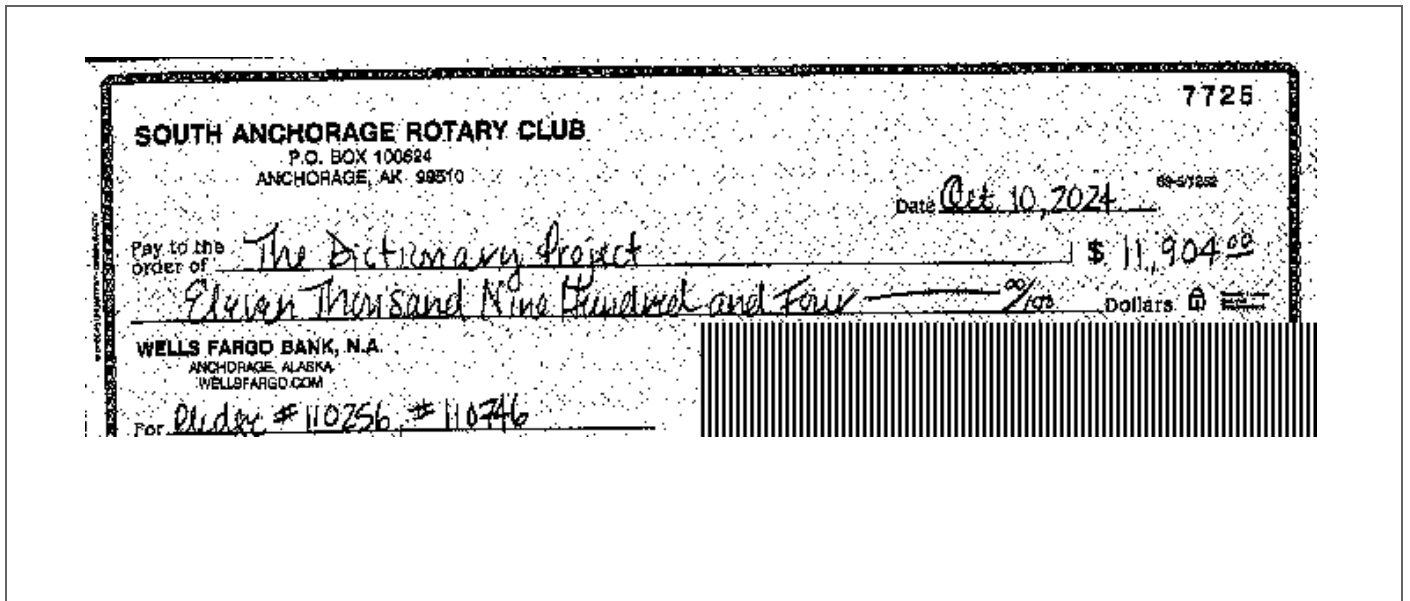 7725
SOUTH ANCHORAGE ROTARY CLUB
P.O. BOX 100624
ANCHORAGE, AK 99510
Date Oct. 10, 2024
Pay to the order of The Dictionary Project $ 11,904 00
Eleven Thousand Nine Hundred and Four 00/100 Dollars
WELLS FARGO BANK, N.A.
ANCHORAGE, ALASKA
WELLSFARGO.COM
For Pledge #110256, #110746